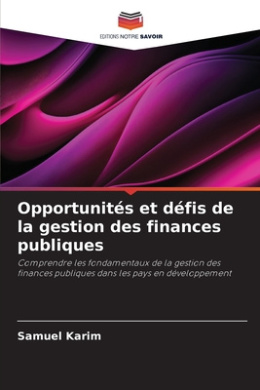 EDITIONS NOTRE SAVOIR
Opportunités et défis de
la gestion des finances
publiques
Comprendre les fondamentaux de la gestion des
finances publiques dans les pays en développement
Samuel Karim